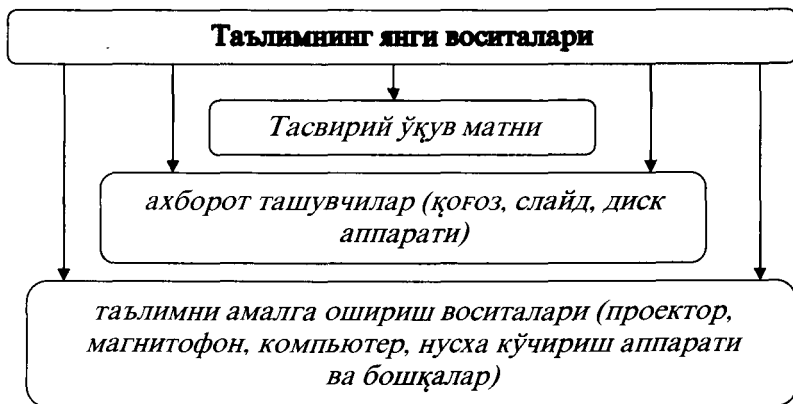 Таълимнинг янги воситалари
Тасвирий ўқув матни
ахборот ташувчилар (қоғоз, слайд, диск
аппарати)
таълимни амалга ошириш воситалари (проектор,
магнитофон, компьютер, нусха кўчириш аппарати
ва бошқалар)